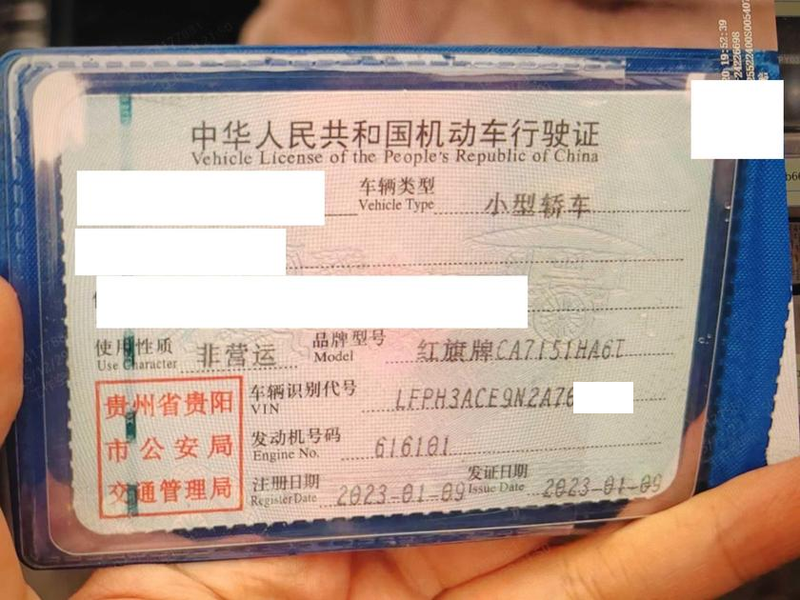 中华人民共和国机动车行驶证
Vehicle License of the People's Republic of China
车辆类型 小型轿车
Vehicle Type
使用性质 非营运 品牌型号 红旗牌CA7151HA6T
Use Character Model
贵州省贵阳
市公安局
交通管理局
车辆识别代号 LFPH3ACE9N2A76
VIN
发动机号码 616101
Engine No.
注册日期 2023-01-09 发证日期 2023-01-09
Register Date Issue Date